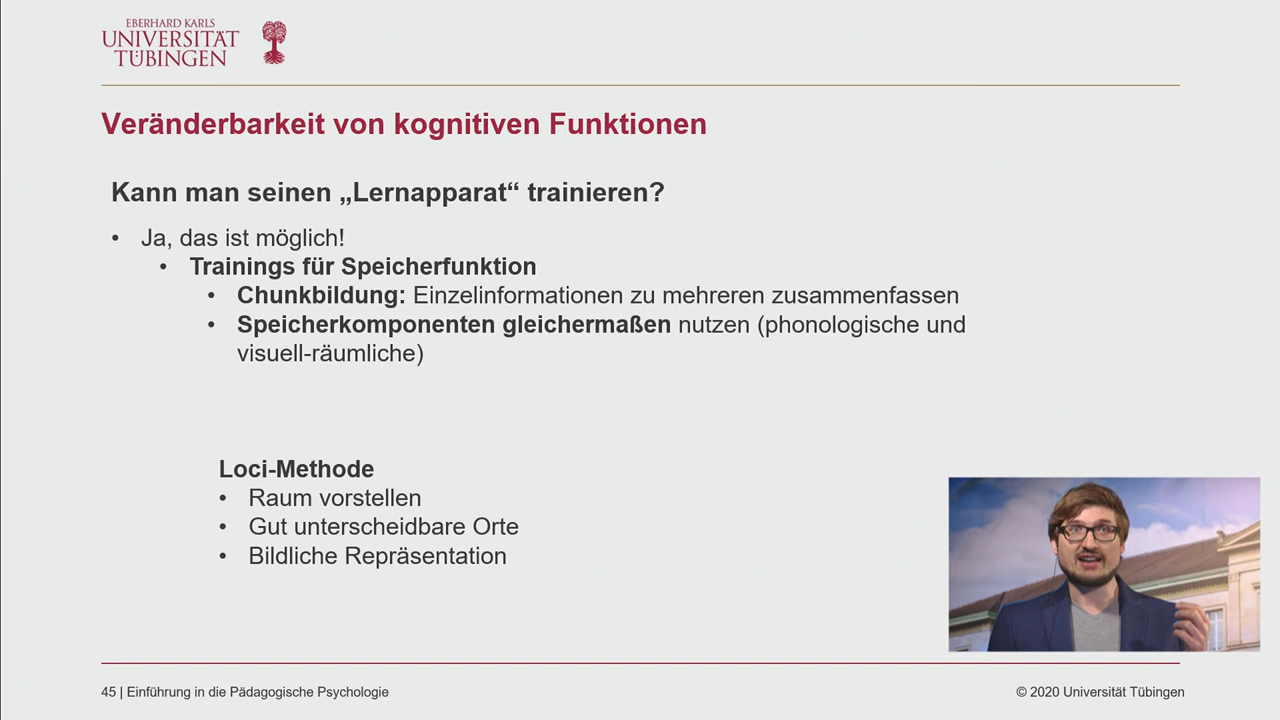 EBERHARD KARLS
UNIVERSITÄT
TÜBINGEN
Veränderbarkeit von kognitiven Funktionen
Kann man seinen „Lernapparat“ trainieren?
• Ja, das ist möglich!
• Trainings für Speicherfunktion
• Chunkbildung: Einzelinformationen zu mehreren zusammenfassen
• Speicherkomponenten gleichermaßen nutzen (phonologische und
visuell-räumliche)
Loci-Methode
• Raum vorstellen
• Gut unterscheidbare Orte
• Bildliche Repräsentation
45 | Einführung in die Pädagogische Psychologie
© 2020 Universität Tübingen